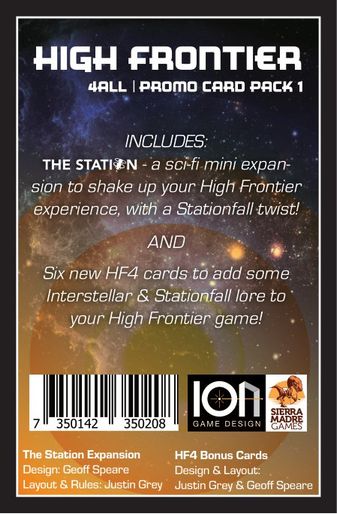 HIGH FRONTIER
4ALL | PROMO CARD PACK 1
INCLUDES:
THE STATION - a sci-fi mini expan-
sion to shake up your High Frontier
experience, with a Stationfall twist!
AND
Six new HF4 cards to add some
Interstellar & Stationfall lore to
your High Frontier game!
7 350142 350208
ION
GAME DESIGN
SIERRA
MADRE
GAMES
The Station Expansion
Design: Geoff Speare
Layout & Rules: Justin Grey
HF4 Bonus Cards
Design & Layout:
Justin Grey & Geoff Speare